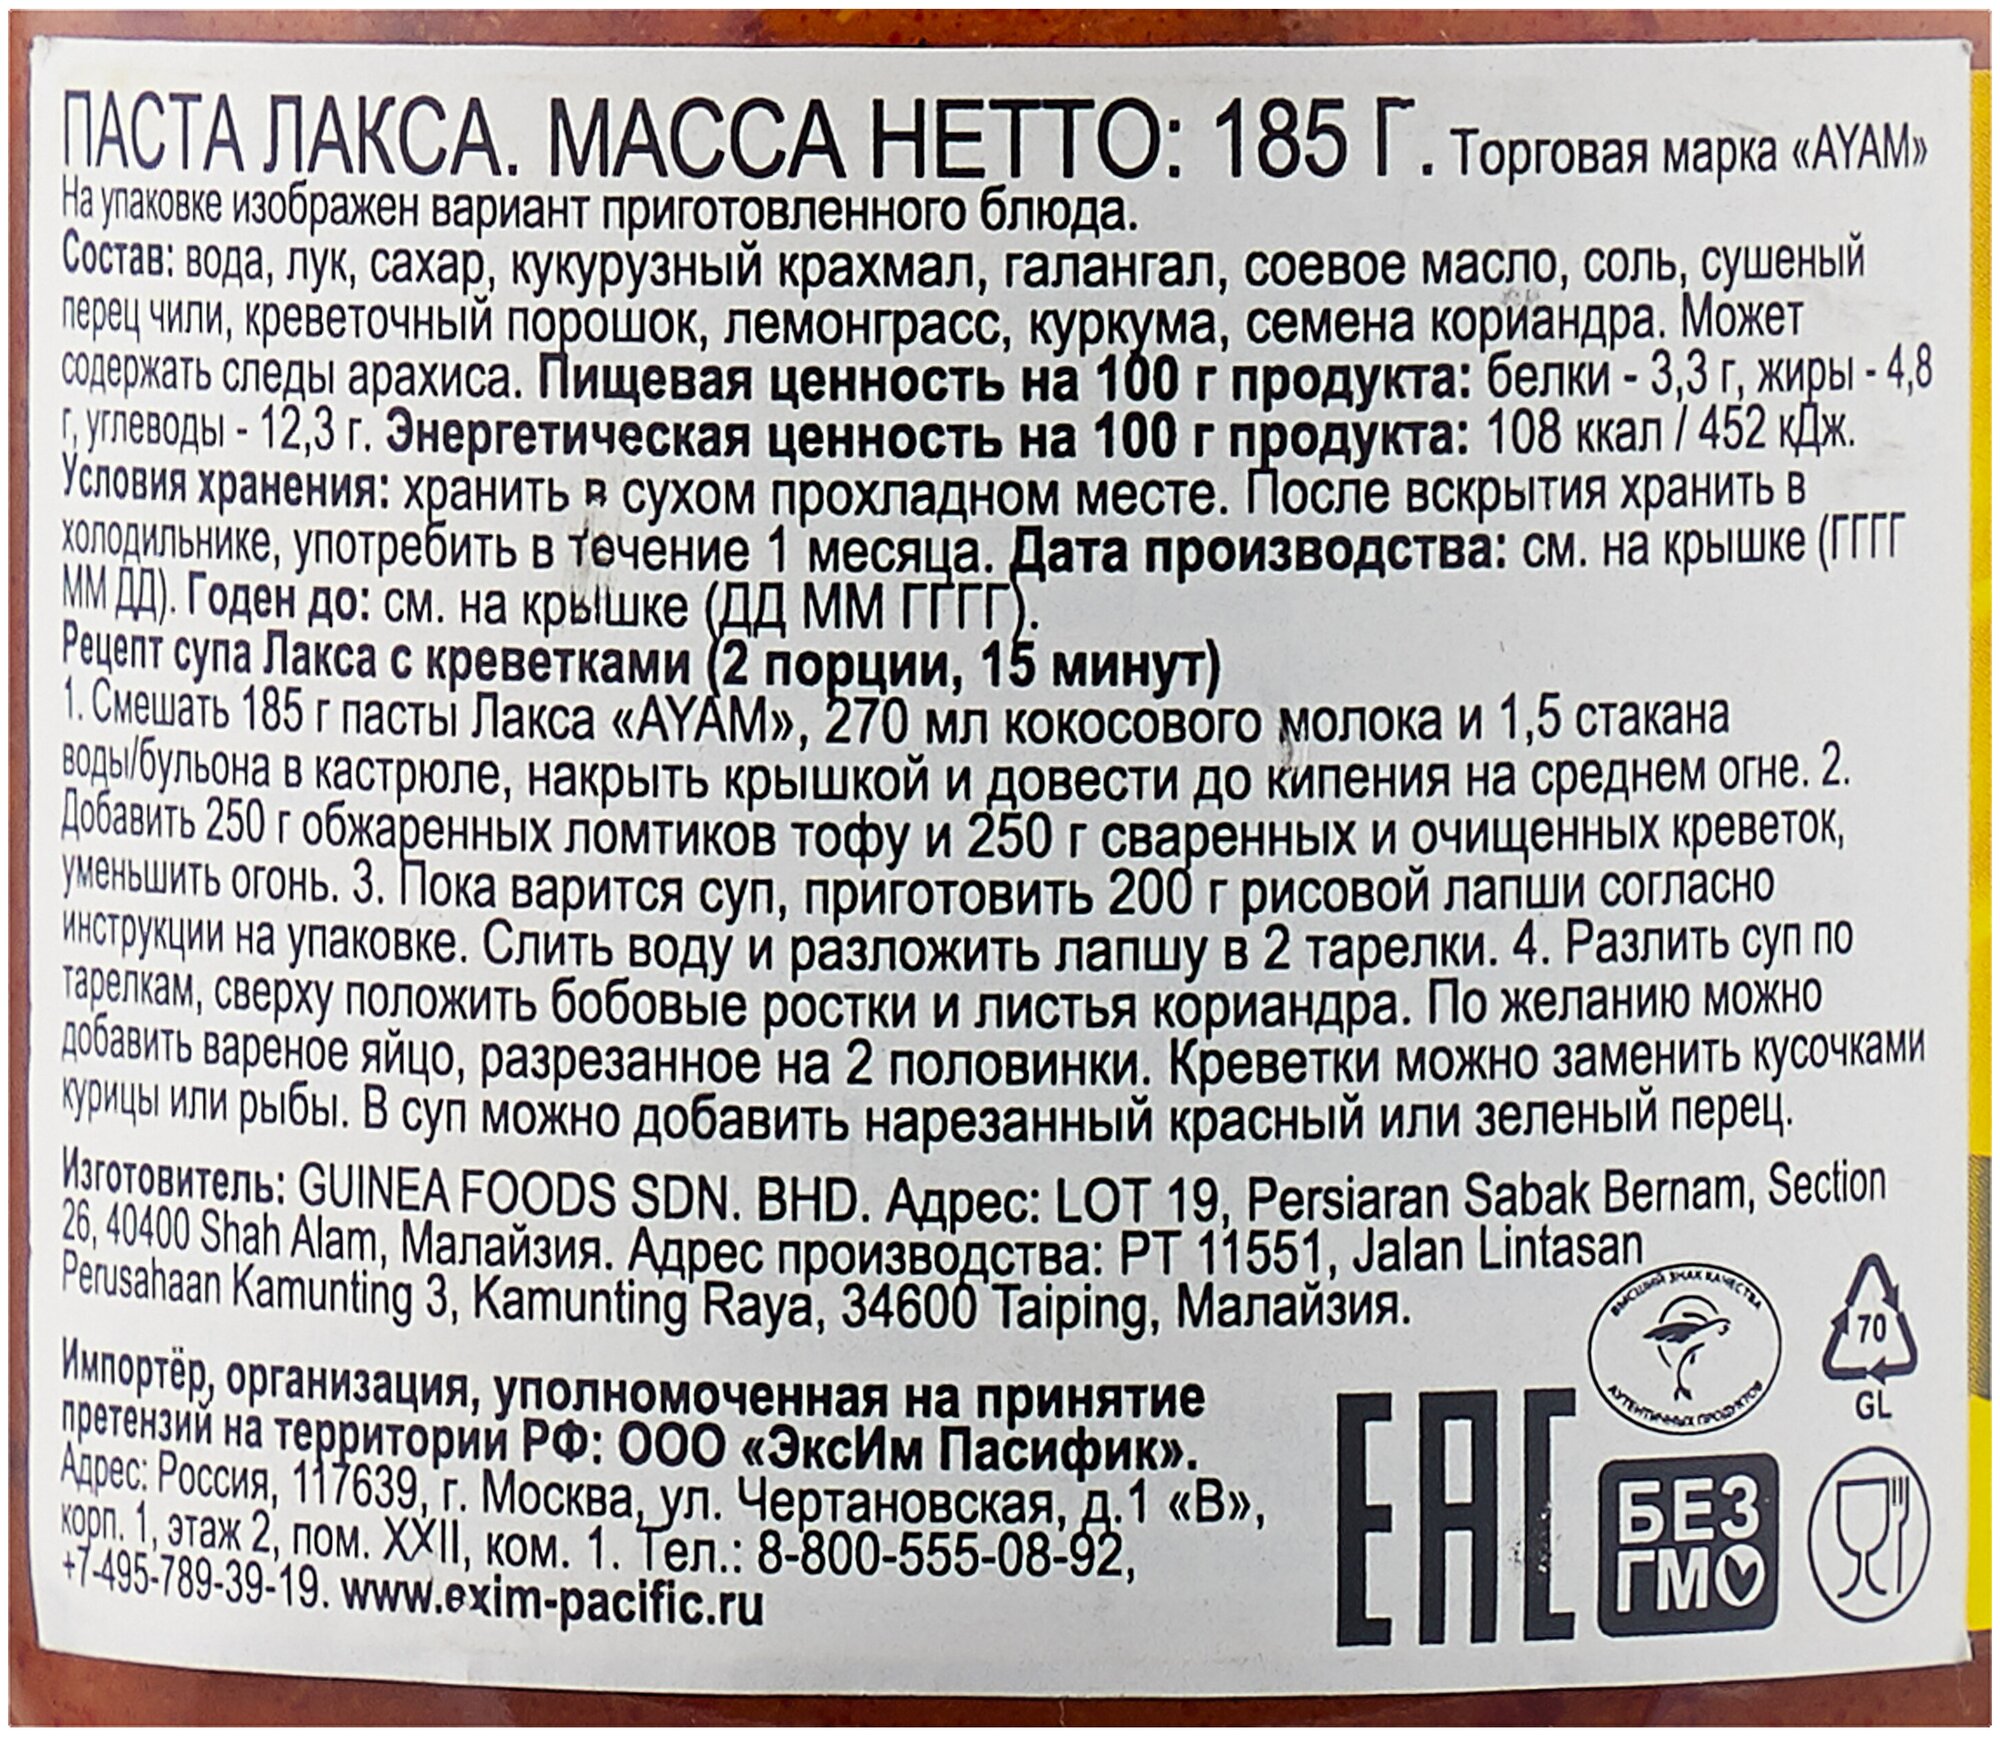 ПАСТА ЛАКСА. МАССА НЕТТО: 185 Г. Торговая марка «AYAM»
На упаковке изображен вариант приготовленного блюда.
Состав: вода, лук, сахар, кукурузный крахмал, галангал, соевое масло, соль, сушеный
перец чили, креветочный порошок, лемонграсс, куркума, семена кориандра. Может
содержать следы арахиса. Пищевая ценность на 100 г продукта: белки - 3,3 г, жиры - 4,8
г, углеводы - 12,3 г. Энергетическая ценность на 100 г продукта: 108 ккал / 452 кДж.
Условия хранения: хранить в сухом прохладном месте. После вскрытия хранить в
холодильнике, употребить в течение 1 месяца. Дата производства: см. на крышке (ГГГГ
ММ ДД). Годен до: см. на крышке (ДД ММ ГГГГ).
Рецепт супа Лакса с креветками (2 порции, 15 минут)
1. Смешать 185 г пасты Лакса «AYAM», 270 мл кокосового молока и 1,5 стакана
воды/бульона в кастрюле, накрыть крышкой и довести до кипения на среднем огне. 2.
Добавить 250 г обжаренных ломтиков тофу и 250 г сваренных и очищенных креветок,
уменьшить огонь. 3. Пока варится суп, приготовить 200 г рисовой лапши согласно
инструкции на упаковке. Слить воду и разложить лапшу в 2 тарелки. 4. Разлить суп по
тарелкам, сверху положить бобовые ростки и листья кориандра. По желанию можно
добавить вареное яйцо, разрезанное на 2 половинки. Креветки можно заменить кусочками
курицы или рыбы. В суп можно добавить нарезанный красный или зеленый перец.
Изготовитель: GUINEA FOODS SDN. BHD. Адрес: LOT 19, Persiaran Sabak Bernam, Section
26, 40400 Shah Alam, Малайзия. Адрес производства: PT 11551, Jalan Lintasan
Perusahaan Kamunting 3, Kamunting Raya, 34600 Taiping, Малайзия.
Импортёр, организация, уполномоченная на принятие
претензий на территории РФ: ООО «ЭксИм Пасифик».
Адрес: Россия, 117639, г. Москва, ул. Чертановская, д.1 «В»,
корп. 1, этаж 2, пом. XXII, ком. 1. Тел.: 8-800-555-08-92,
+7-495-789-39-19. www.exim-pacific.ru
ВЫСШИЙ ЗНАК КАЧЕСТВА
АУТЕНТИЧНЫХ ПРОДУКТОВ
70
GL
EAC
БЕЗ
ГМО